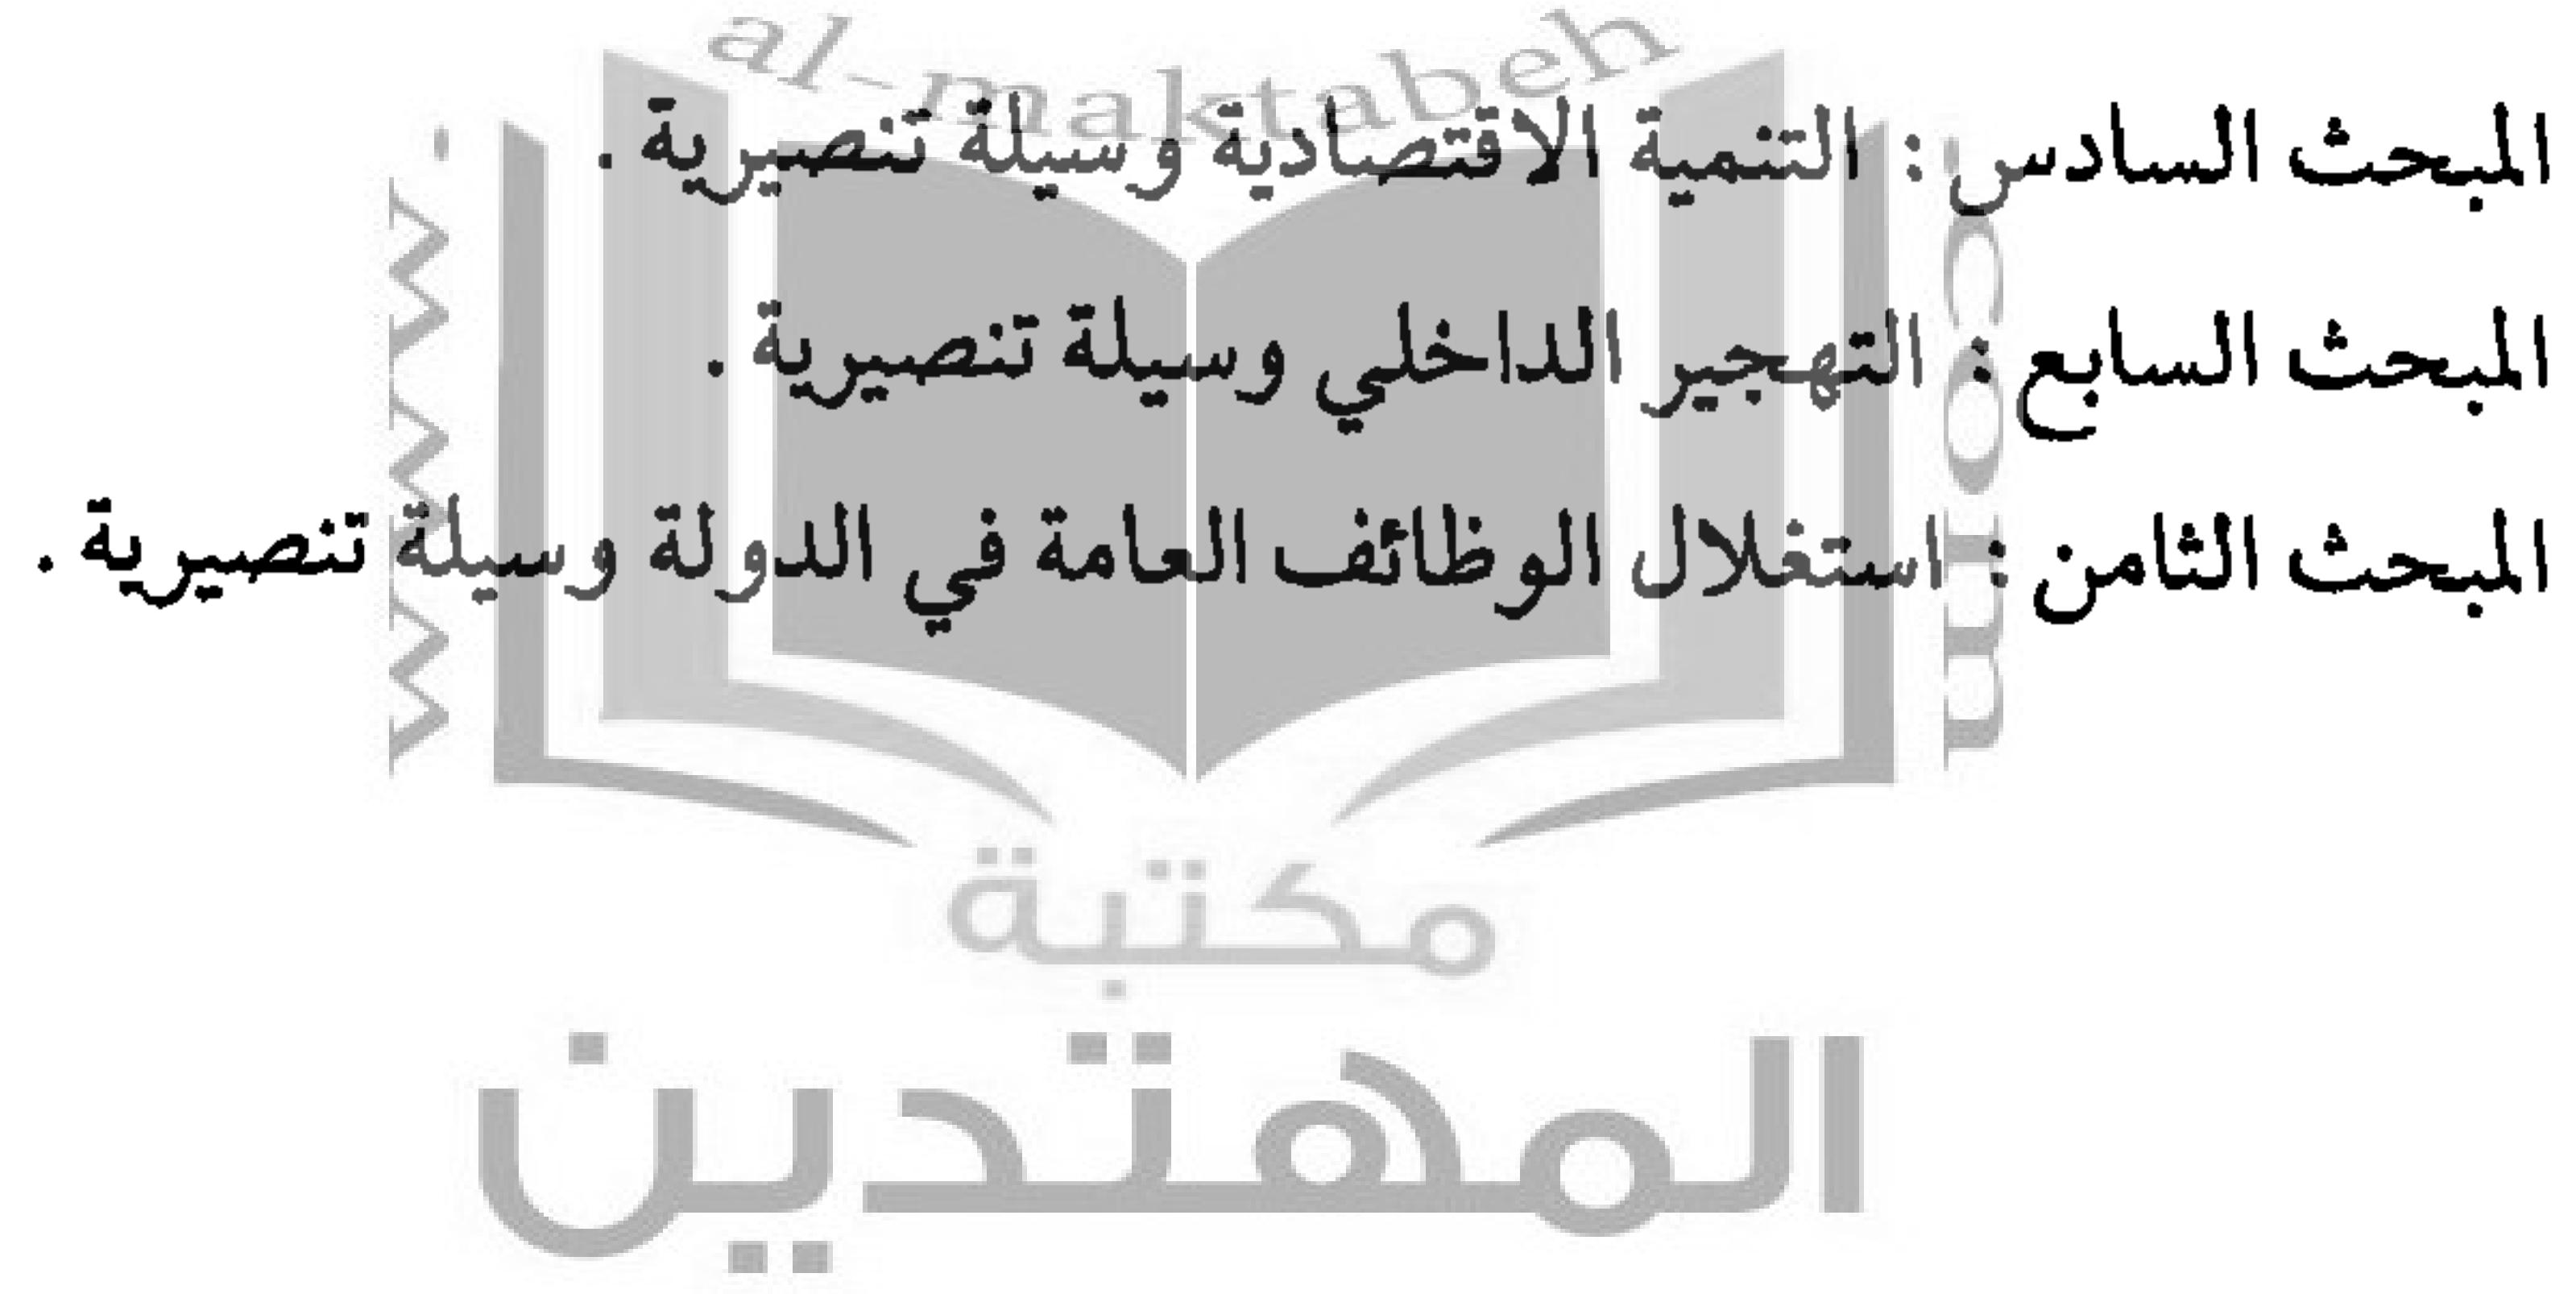 al-maktabeh
المبحث السادس : التنمية الاقتصادية وسيلة تنصيرية .
المبحث السابع : التهجير الداخلي وسيلة تنصيرية .
المبحث الثامن : استغلال الوظائف العامة في الدولة وسيلة تنصيرية .
www.
.com
مكتبة
المهتدين